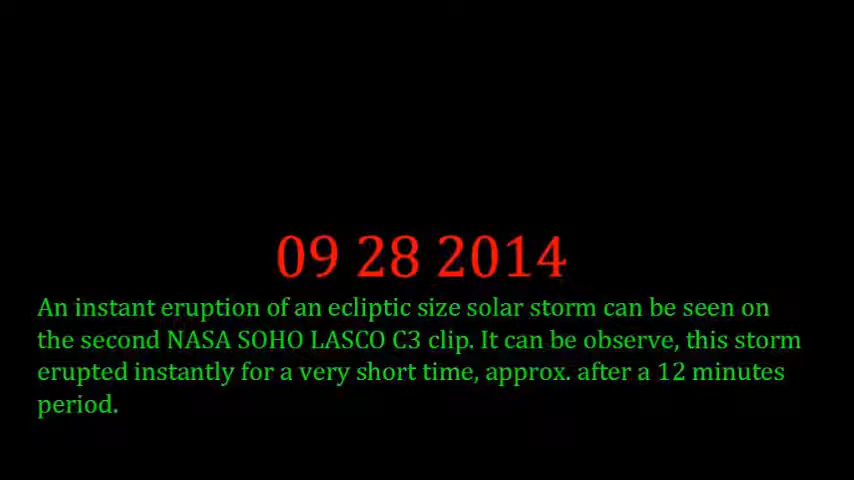 09 28 2014
An instant eruption of an ecliptic size solar storm can be seen on
the second NASA SOHO LASCO C3 clip. It can be observe, this storm
erupted instantly for a very short time, approx. after a 12 minutes
period.